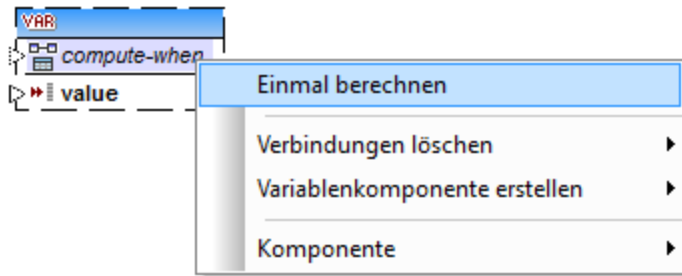 VAR
compute-when
value
Einmal berechnen
Verbindungen löschen
Variablenkomponente erstellen
Komponente